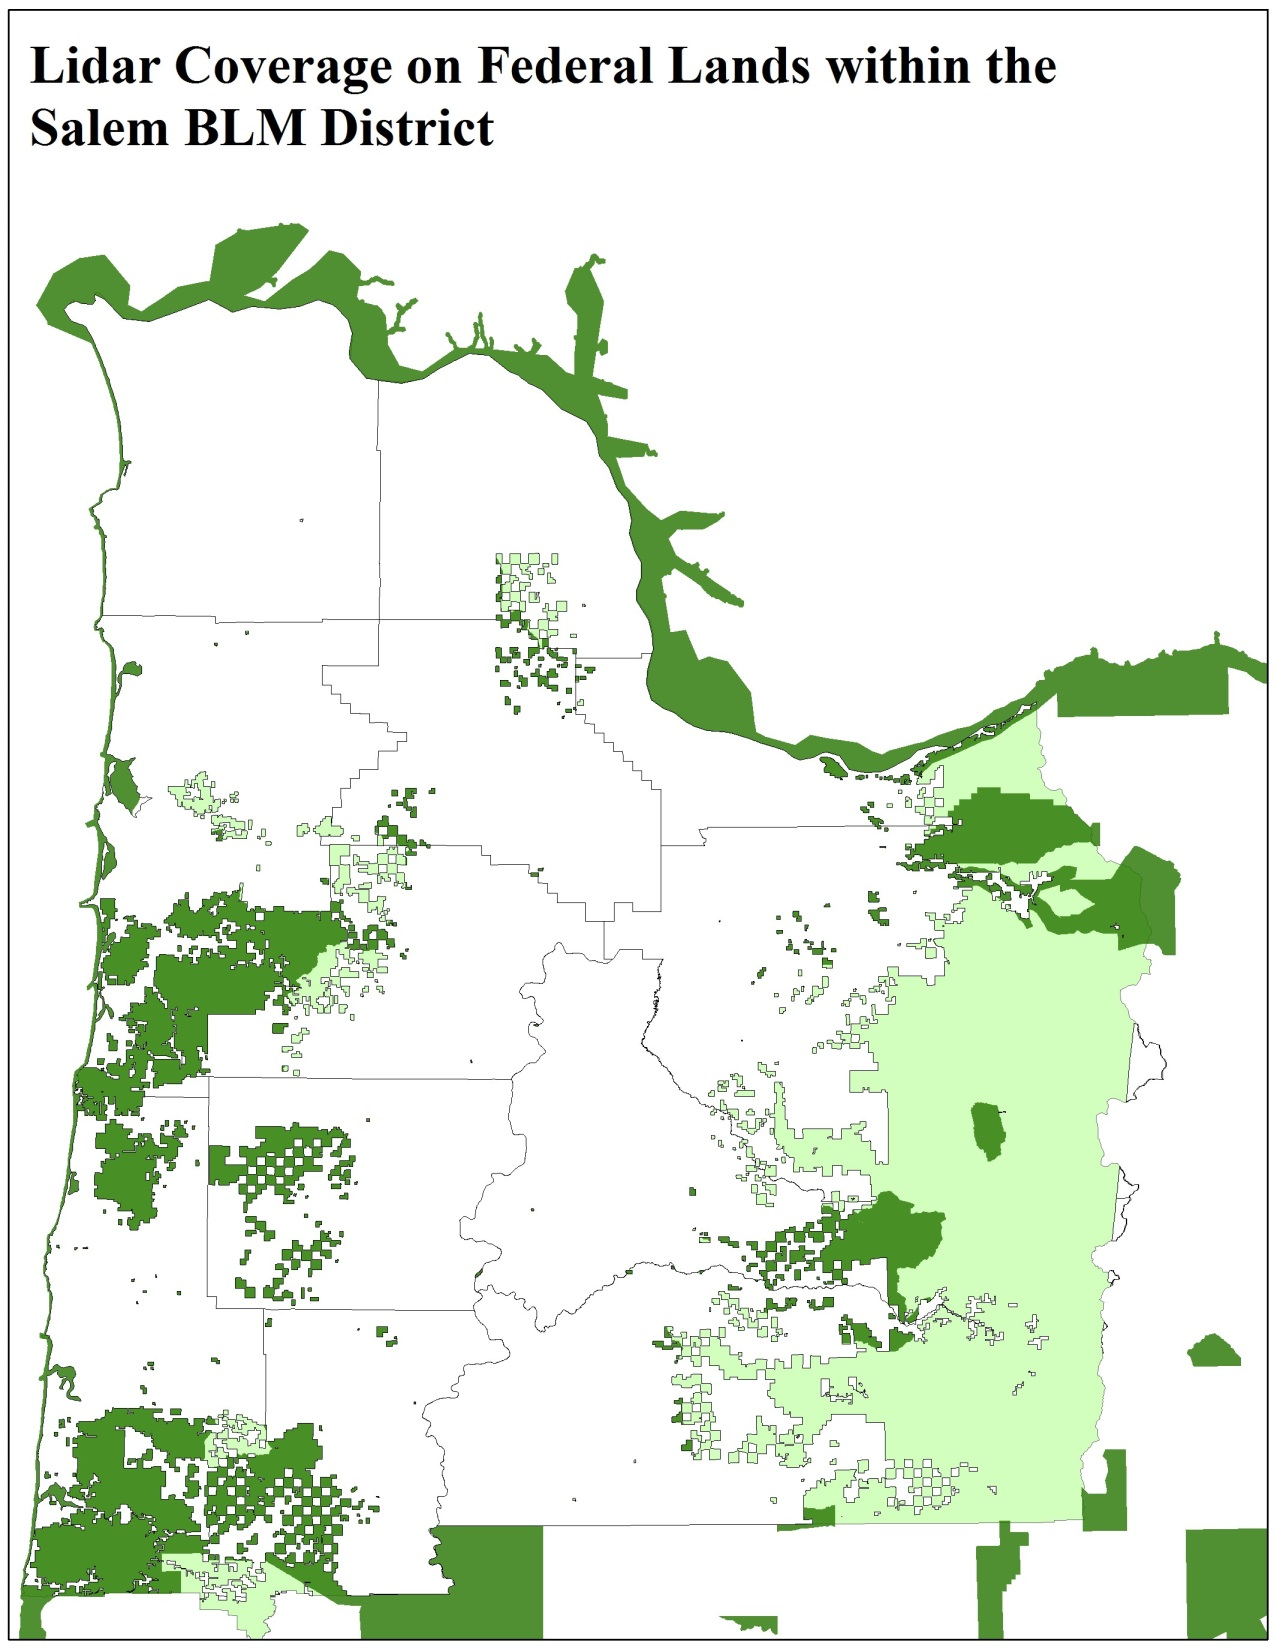 Lidar Coverage on Federal Lands within the
Salem BLM District